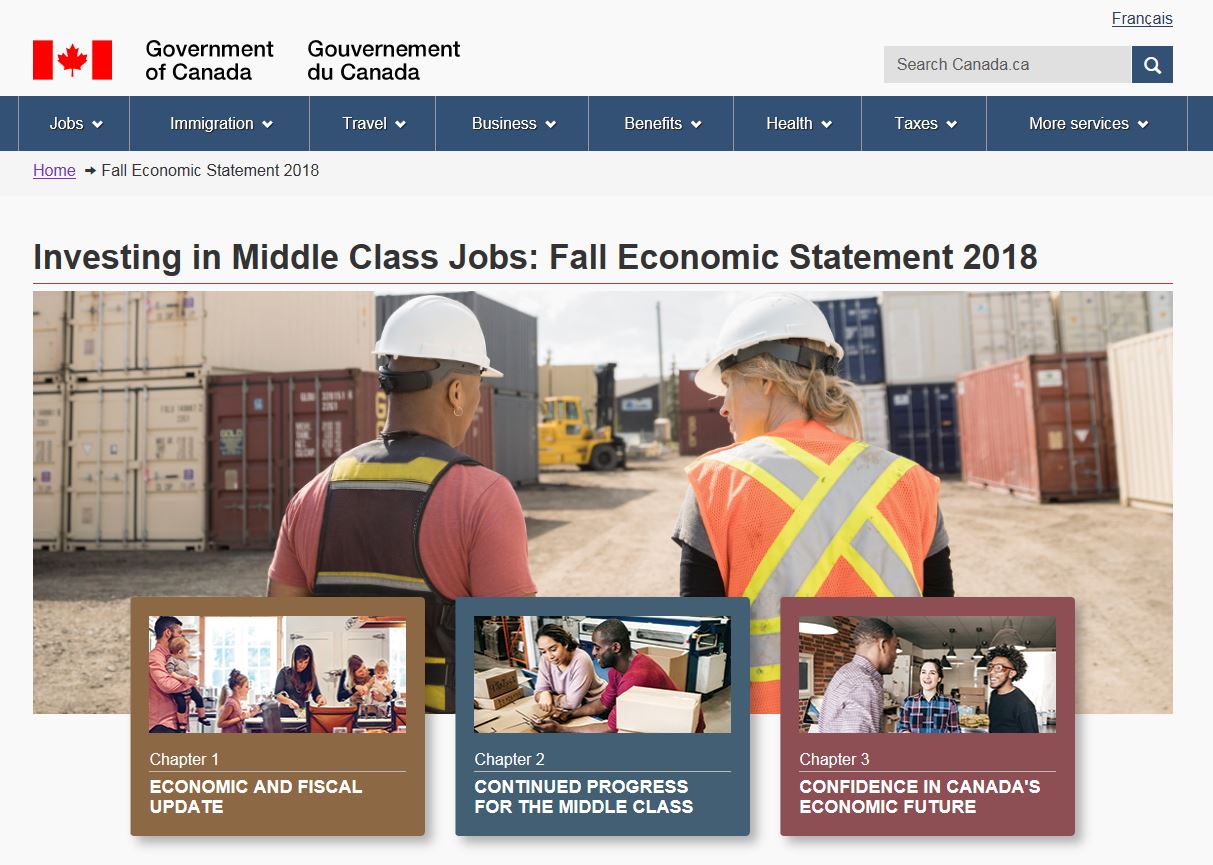 Français
Government
of Canada
Gouvernement
du Canada
Search Canada.ca
Jobs
Immigration
Travel
Business
Benefits
Health
Taxes
More services
Home
Fall Economic Statement 2018
Investing in Middle Class Jobs: Fall Economic Statement 2018
Chapter 1
ECONOMIC AND FISCAL
UPDATE
Chapter 2
CONTINUED PROGRESS
FOR THE MIDDLE CLASS
Chapter 3
CONFIDENCE IN CANADA'S
ECONOMIC FUTURE